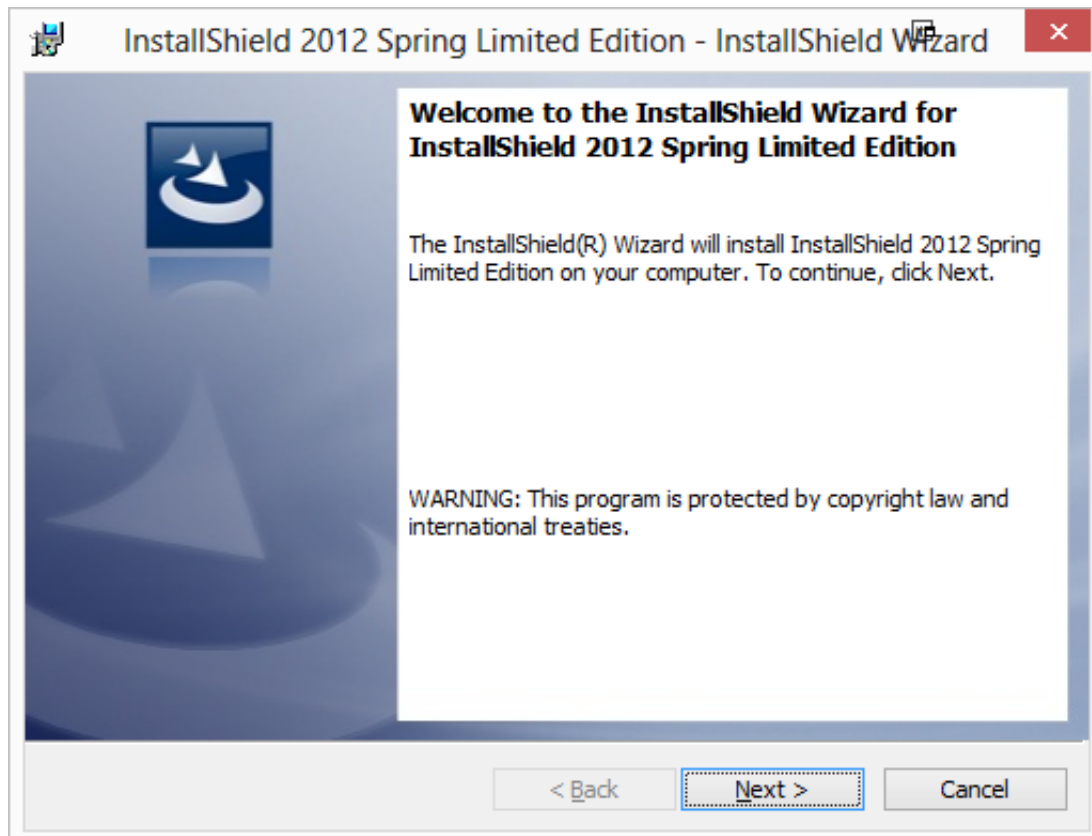 InstallShield 2012 Spring Limited Edition - InstallShield Wizard
Welcome to the InstallShield Wizard for
InstallShield 2012 Spring Limited Edition
The InstallShield(R) Wizard will install InstallShield 2012 Spring
Limited Edition on your computer. To continue, click Next.
WARNING: This program is protected by copyright law and
international treaties.
< Back Next > Cancel